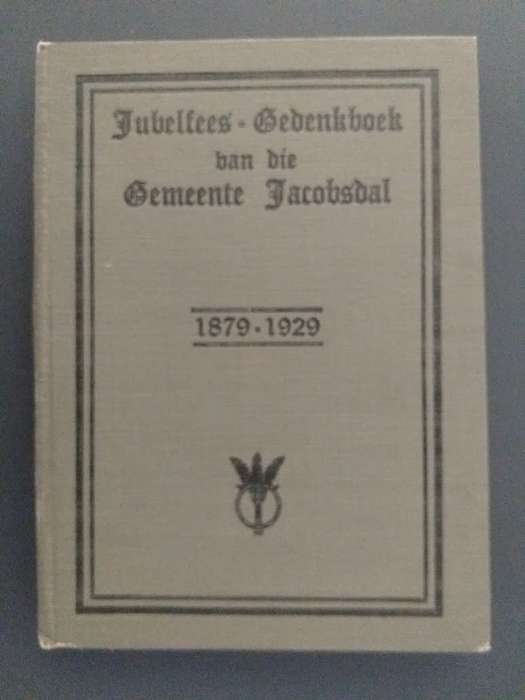 Jubelfees-Gedenkboek
van die
Gemeente Jacobsdal
1879-1929